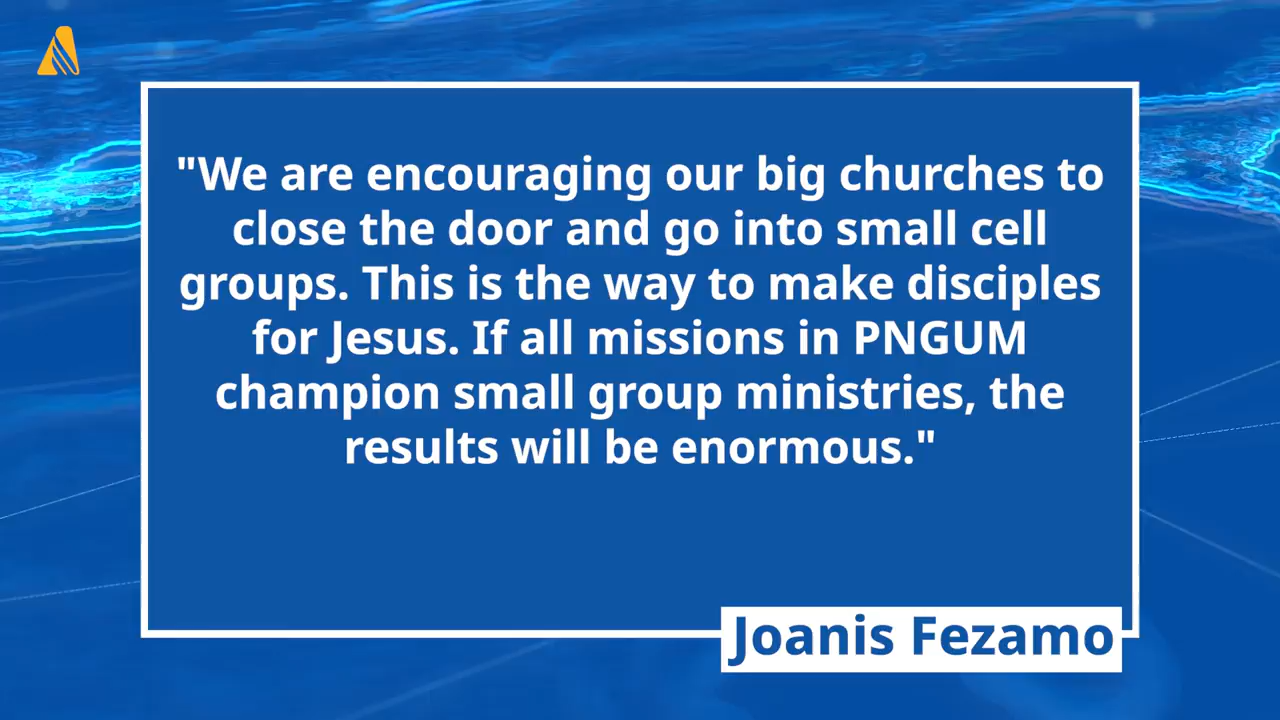 "We are encouraging our big churches to
close the door and go into small cell
groups. This is the way to make disciples
for Jesus. If all missions in PNGUM
champion small group ministries, the
results will be enormous."
Joanis Fezamo